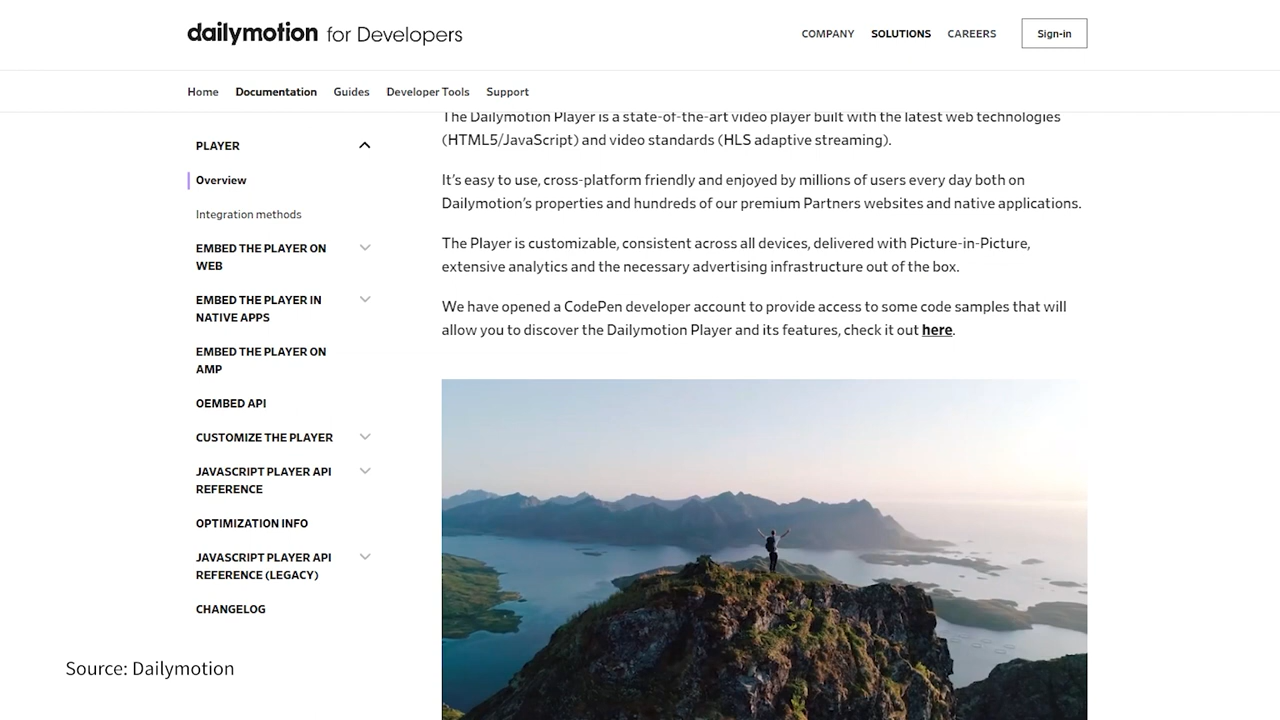 dailymotion for Developers
COMPANY SOLUTIONS CAREERS Sign-in
Home Documentation Guides Developer Tools Support
PLAYER
Overview
Integration methods
EMBED THE PLAYER ON
WEB
EMBED THE PLAYER IN
NATIVE APPS
EMBED THE PLAYER ON
AMP
OEMBED API
CUSTOMIZE THE PLAYER
JAVASCRIPT PLAYER API
REFERENCE
OPTIMIZATION INFO
JAVASCRIPT PLAYER API
REFERENCE (LEGACY)
CHANGELOG
The Dailymotion Player is a state-of-the-art video player built with the latest web technologies
(HTML5/JavaScript) and video standards (HLS adaptive streaming).
It’s easy to use, cross-platform friendly and enjoyed by millions of users every day both on
Dailymotion’s properties and hundreds of our premium Partners websites and native applications.
The Player is customizable, consistent across all devices, delivered with Picture-in-Picture,
extensive analytics and the necessary advertising infrastructure out of the box.
We have opened a CodePen developer account to provide access to some code samples that will
allow you to discover the Dailymotion Player and its features, check it out here.
Source: Dailymotion